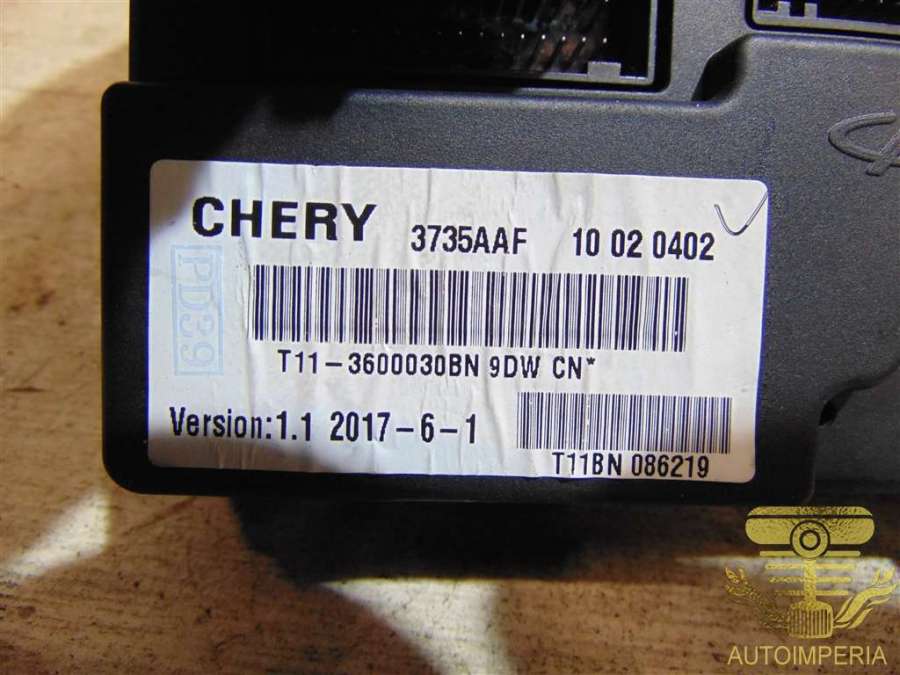 CHERY 3735AAF 10 02 0402
PD39
T11-3600030BN 9DW CN*
Version:1.1 2017-6-1
T11BN 086219
AUTOIMPERIA